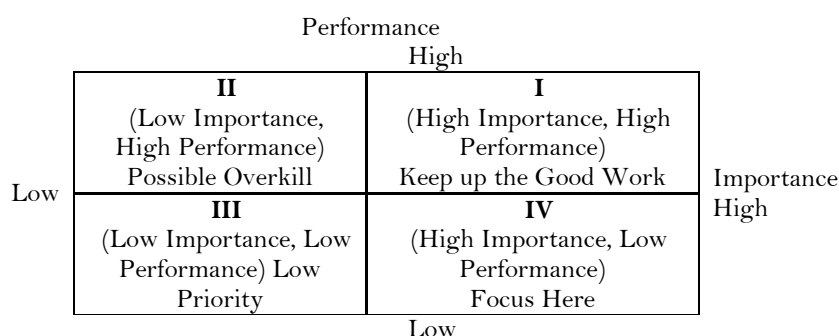 Performance
High
II
(Low Importance,
High Performance)
Possible Overkill
I
(High Importance, High
Performance)
Keep up the Good Work
Low
Importance
High
III
(Low Importance, Low
Performance) Low
Priority
IV
(High Importance, Low
Performance)
Focus Here
Low